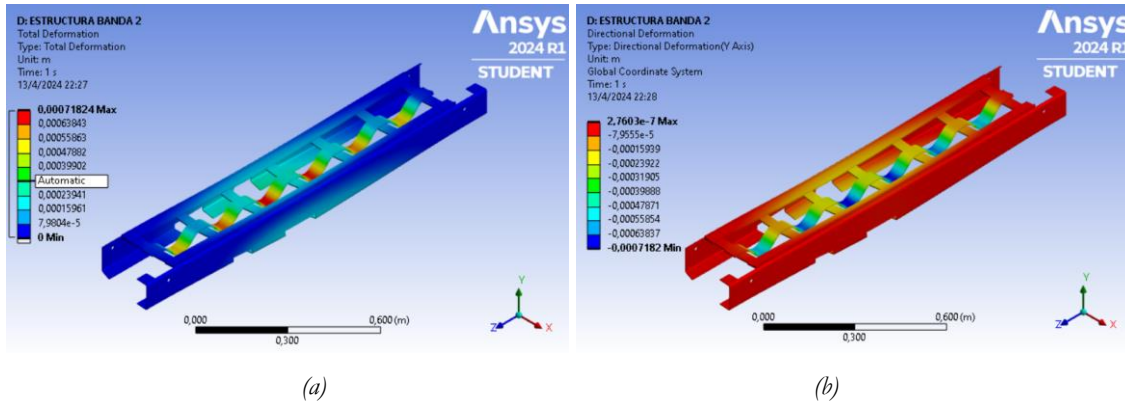 D: ESTRUCTURA BANDA 2
Total Deformation
Type: Total Deformation
Unit: m
Time: 1 s
13/4/2024 22:27
0,00071824 Max
0,00063843
0,00055863
0,00047882
0,00039902
Automatic
0,00023941
0,00015961
7,9804e-5
0 Min
Ansys
2024 R1
STUDENT
0,000
0,600 (m)
0,300
Y
Z
X
(a)
D: ESTRUCTURA BANDA 2
Directional Deformation
Type: Directional Deformation(Y Axis)
Unit: m
Global Coordinate System
Time: 1 s
13/4/2024 22:28
2,7603e-7 Max
-7,9555e-5
-0,00015939
-0,00023922
-0,00031905
-0,00039888
-0,00047871
-0,00055854
-0,00063837
-0,0007182 Min
Ansys
2024 R1
STUDENT
0,000
0,600 (m)
0,300
Y
Z
X
(b)